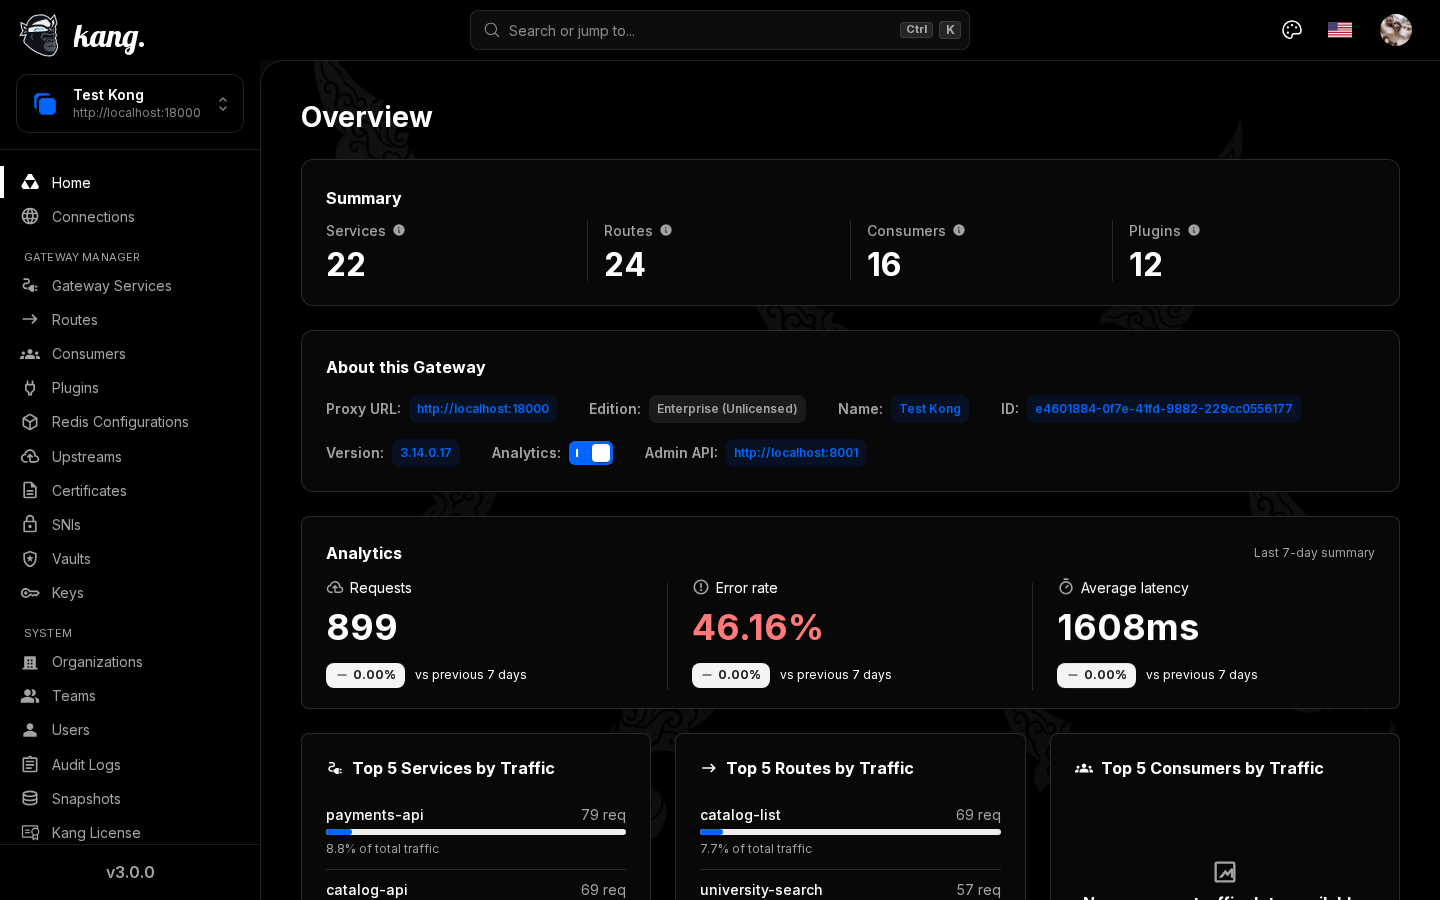 kang.
Search or jump to...
Ctrl K
Test Kong
http://localhost:18000
Home
Connections
GATEWAY MANAGER
Gateway Services
Routes
Consumers
Plugins
Redis Configurations
Upstreams
Certificates
SNIs
Vaults
Keys
SYSTEM
Organizations
Teams
Users
Audit Logs
Snapshots
Kang License
v3.0.0
Overview
Summary
Services
22
Routes
24
Consumers
16
Plugins
12
About this Gateway
Proxy URL: http://localhost:18000 Edition: Enterprise (Unlicensed) Name: Test Kong ID: e4601884-0f7e-41fd-9882-229cc0556177
Version: 3.14.0.17 Analytics: Admin API: http://localhost:8001
Analytics
Last 7-day summary
Requests
899
0.00% vs previous 7 days
Error rate
46.16%
0.00% vs previous 7 days
Average latency
1608ms
0.00% vs previous 7 days
Top 5 Services by Traffic
payments-api 79 req
8.8% of total traffic
catalog-api 69 req
Top 5 Routes by Traffic
catalog-list 69 req
7.7% of total traffic
university-search 57 req
Top 5 Consumers by Traffic